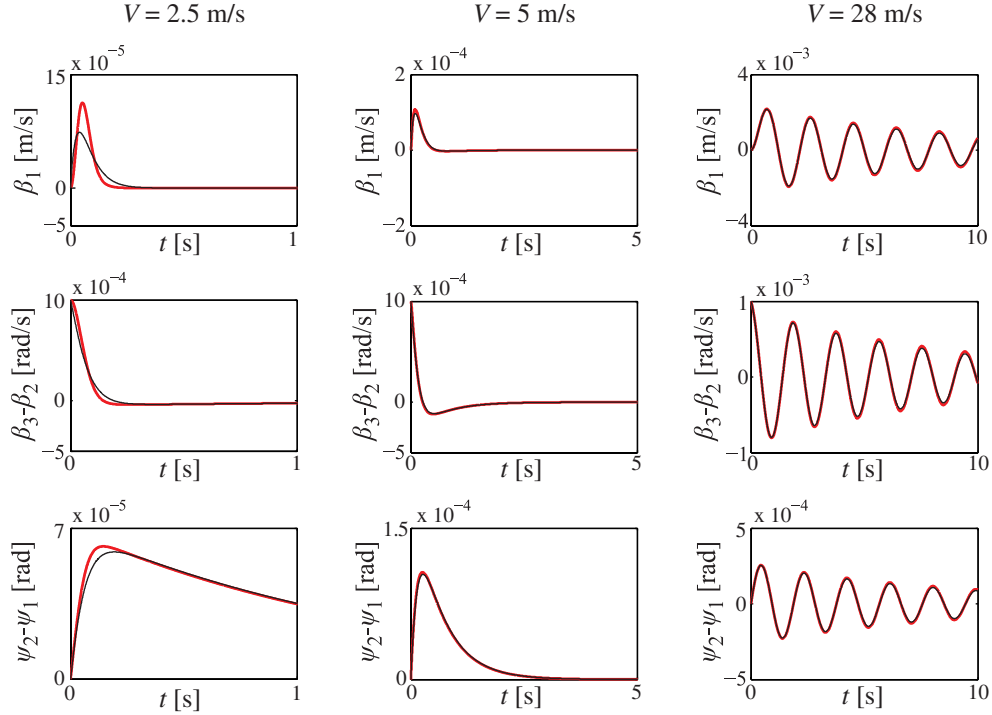 V = 2.5 m/s
V = 5 m/s
V = 28 m/s
x 10⁻⁵
15
0
−5
β₁ [m/s]
0
1
t [s]
x 10⁻⁴
2
0
−2
β₁ [m/s]
0
5
t [s]
x 10⁻³
4
0
−4
β₁ [m/s]
0
10
t [s]
x 10⁻⁴
10
0
−5
β₃-β₂ [rad/s]
0
1
t [s]
x 10⁻⁴
10
0
−5
β₃-β₂ [rad/s]
0
5
t [s]
x 10⁻³
1
0
−1
β₃-β₂ [rad/s]
0
10
t [s]
x 10⁻⁵
7
0
ψ₂-ψ₁ [rad]
0
1
t [s]
x 10⁻⁴
1.5
0
ψ₂-ψ₁ [rad]
0
5
t [s]
x 10⁻⁴
5
0
−5
ψ₂-ψ₁ [rad]
0
10
t [s]